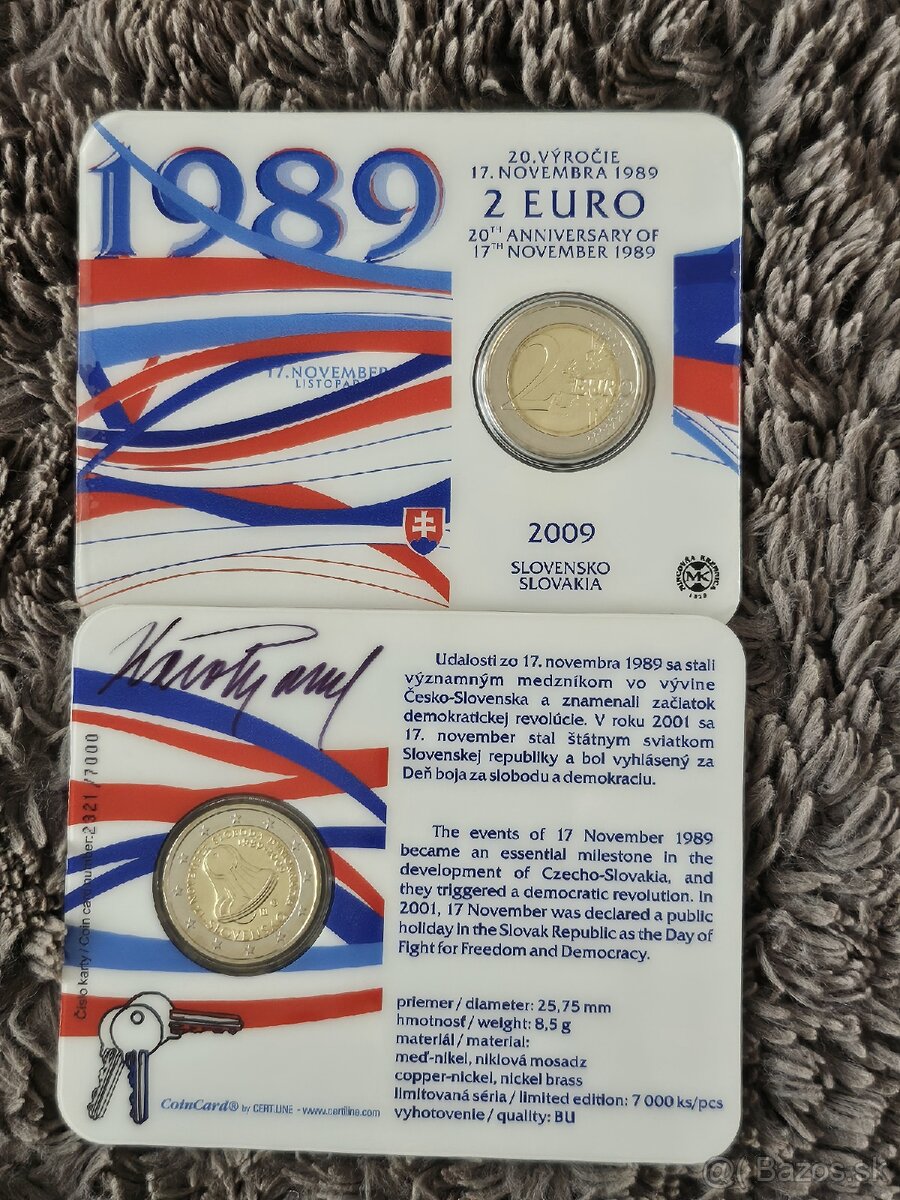 1989
20. VÝROČIE
17. NOVEMBRA 1989
2 EURO
20TH ANNIVERSARY OF
17TH NOVEMBER 1989
17. NOVEMBER
2 EURO
2009
SLOVENSKO
SLOVAKIA
MINCOVŇA KREMNICA
MK
Udalosti zo 17. novembra 1989 sa stali
významným medzníkom vo vývine
Česko-Slovenska a znamenali začiatok
demokratickej revolúcie. V roku 2001 sa
17. november stal štátnym sviatkom
Slovenskej republiky a bol vyhlásený za
Deň boja za slobodu a demokraciu.
The events of 17 November 1989
became an essential milestone in the
development of Czecho-Slovakia, and
they triggered a democratic revolution. In
2001, 17 November was declared a public
holiday in the Slovak Republic as the Day of
Fight for Freedom and Democracy.
priemer / diameter: 25,75 mm
hmotnosť / weight: 8,5 g
materiál / material:
meď-nikel, niklová mosadz
copper-nickel, nickel brass
limitovaná séria / limited edition: 7 000 ks/pcs
vyhotovenie / quality: BU
Číslo karty / Coin card number: 2321 /7000
SLOVENSKO
CoinCard® by CERT.LINE - www.certiline.com
@ Bazos.sk